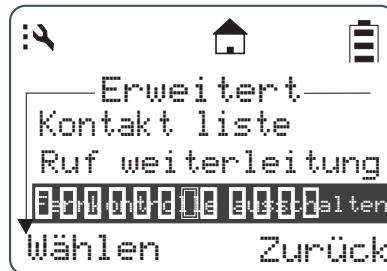 Erweitert
Kontakt liste
Ruf weiterleitung
Fernkontrolle ausschalten
Wählen Zurück